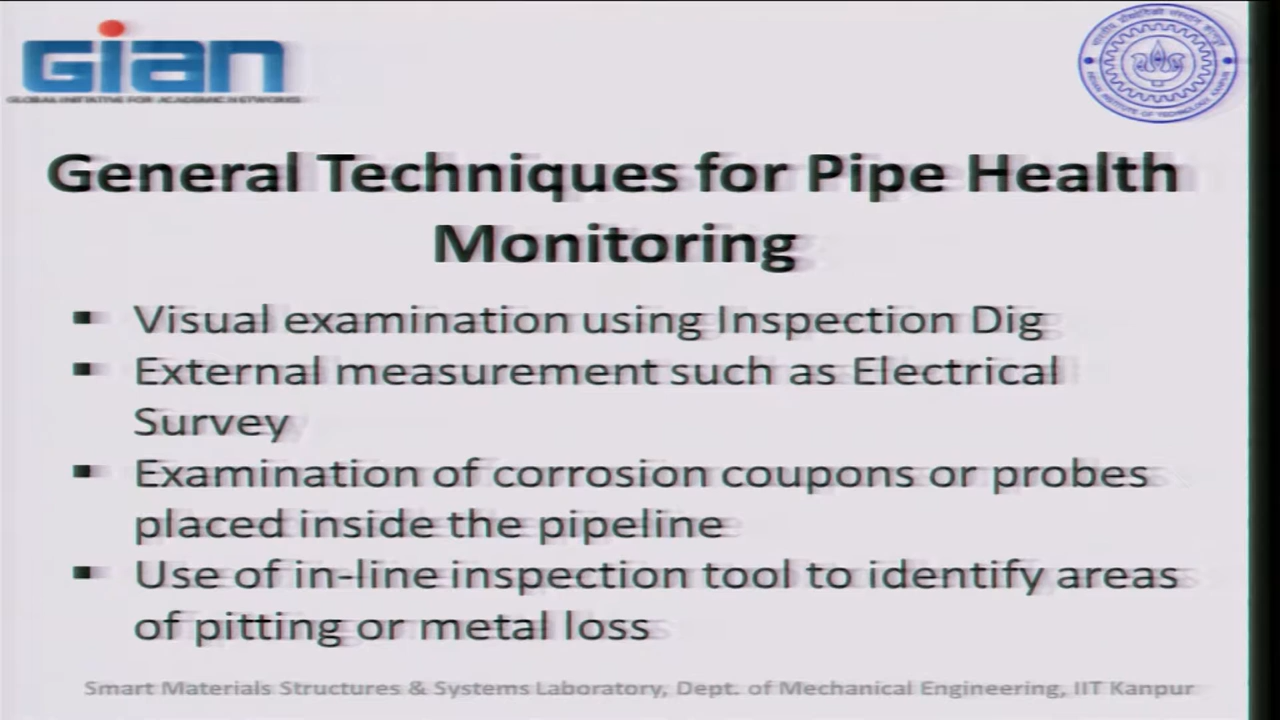 GIAN
GLOBAL INITIATIVE FOR ACADEMIC NETWORKS
General Techniques for Pipe Health
Monitoring
▪ Visual examination using Inspection Dig
▪ External measurement such as Electrical
Survey
▪ Examination of corrosion coupons or probes
placed inside the pipeline
▪ Use of in-line inspection tool to identify areas
of pitting or metal loss
Smart Materials Structures & Systems Laboratory, Dept. of Mechanical Engineering, IIT Kanpur